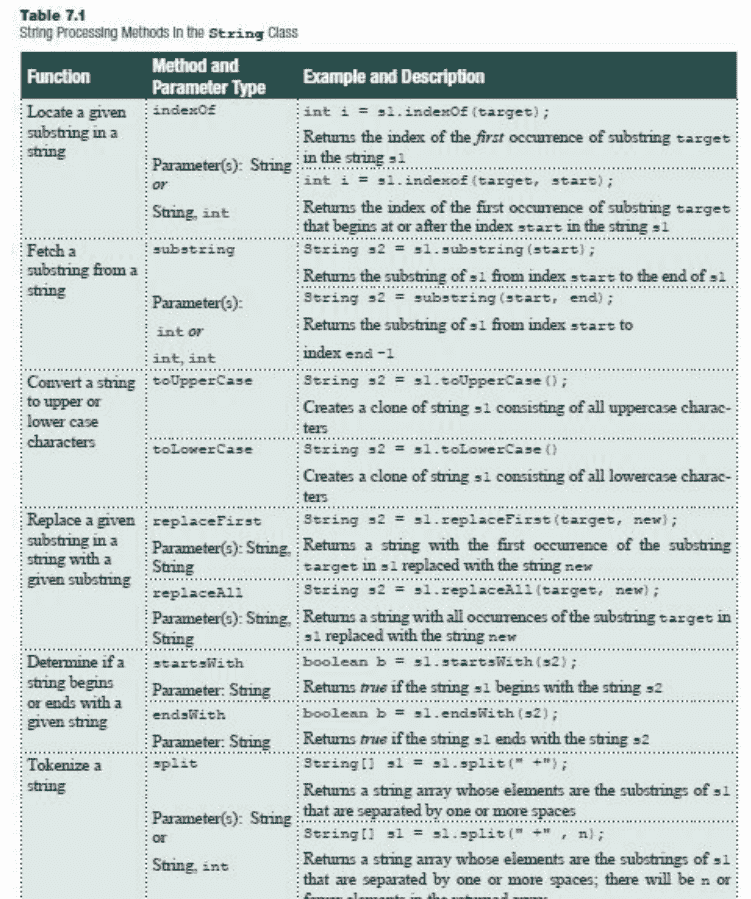 Table 7.1
String Processing Methods in the String Class
Function
Method and
Parameter Type
Example and Description
Locate a given
substring in a
string
indexOf
Parameter(s): String
or
String, int
int i = s1.indexOf(target);
Returns the index of the first occurrence of substring target
in the string s1
int i = s1.indexof(target, start);
Returns the index of the first occurrence of substring target
that begins at or after the index start in the string s1
Fetch a
substring from a
string
substring
Parameter(s):
int or
int, int
String s2 = s1.substring(start);
Returns the substring of s1 from index start to the end of s1
String s2 = substring(start, end);
Returns the substring of s1 from index start to
index end -1
Convert a string
to upper or
lower case
characters
toUpperCase
String s2 = s1.toUpperCase();
Creates a clone of string s1 consisting of all uppercase charac-
ters
toLowerCase
String s2 = s1.toLowerCase()
Creates a clone of string s1 consisting of all lowercase charac-
ters
Replace a given
substring in a
string with a
given substring
replaceFirst
Parameter(s): String,
String
String s2 = s1.replaceFirst(target, new);
Returns a string with the first occurrence of the substring
target in s1 replaced with the string new
replaceAll
Parameter(s): String,
String
String s2 = s1.replaceAll(target, new);
Returns a string with all occurrences of the substring target in
s1 replaced with the string new
Determine if a
string begins
or ends with a
given string
startsWith
Parameter: String
boolean b = s1.startsWith(s2);
Returns true if the string s1 begins with the string s2
endsWith
Parameter: String
boolean b = s1.endsWith(s2);
Returns true if the string s1 ends with the string s2
Tokenize a
string
split
Parameter(s): String
or
String, int
String[] s1 = s1.split(" +");
Returns a string array whose elements are the substrings of s1
that are separated by one or more spaces
String[] s1 = s1.split(" +" , n);
Returns a string array whose elements are the substrings of s1
that are separated by one or more spaces; there will be n or
fewer elements in the returned array